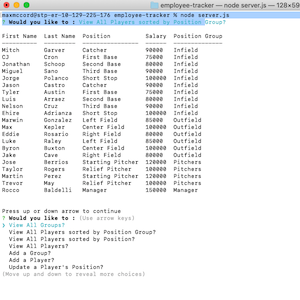 employee-tracker — node server.js — 128×59
maxmccord@stp-er-10-129-225-176 employee-tracker % node server.js
? Would you like to : View All Players sorted by Position Group?
First Name Last Name Position Salary Position Group
Mitch Garver Catcher 90000 Infield
CJ Cron First Base 75000 Infield
Jonathan Schoop Second Base 80000 Infield
Miguel Sano Third Base 90000 Infield
Jorge Polanco Short Stop 100000 Infield
Jason Castro Catcher 90000 Infield
Tyler Austin First Base 75000 Infield
Luis Arraez Second Base 80000 Infield
Nelson Cruz Third Base 90000 Infield
Ehire Adrianza Short Stop 100000 Infield
Marwin Gonzalez Left Field 85000 Outfield
Max Kepler Center Field 100000 Outfield
Eddie Rosario Right Field 80000 Outfield
Luke Raley Left Field 85000 Outfield
Byron Buxton Center Field 100000 Outfield
Jake Cave Right Field 80000 Outfield
Jose Berrios Starting Pitcher 120000 Pitchers
Taylor Rogers Relief Pitcher 100000 Pitchers
Martin Perez Starting Pitcher 120000 Pitchers
Trevor May Relief Pitcher 100000 Pitchers
Rocco Baldelli Manager 150000 Manager
Press up or down arrow to continue
? Would you like to : (Use arrow keys)
❯ View All Groups?
View All Players sorted by Position Group?
View All Players sorted by Position?
View All Players?
Add a Group?
Add a Player?
Update a Player's Position?
(Move up and down to reveal more choices)